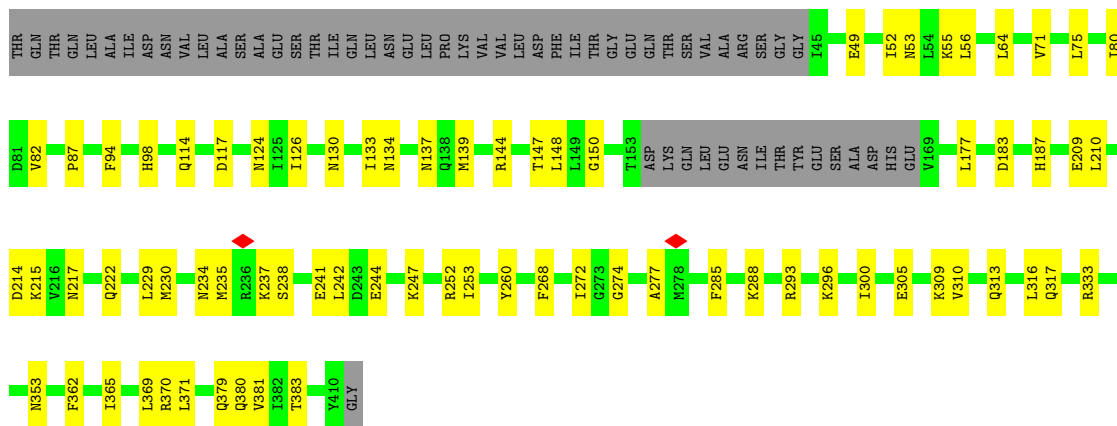 THR GLN THR GLN LEU ALA ILE ASP ASN VAL LEU ALA SER ALA GLU SER THR ILE GLN LEU ASN GLU LEU PRO LYS VAL VAL LEU ASP PHE ILE THR GLY GLU GLN THR SER VAL ALA ARG SER GLY GLY I45 E49 I52 N53 L54 K55 L56 L64 V71 L75
D81 V82 P87 F94 H98 Q114 D117 N124 I125 I126 N130 I133 N134 N137 Q138 M139 R144 T147 L148 L149 G150 T153 ASP LYS GLN LEU GLU ASN ILE THR TYR GLU SER ALA ASP HIS GLU V169 L177 D183 H187 E209 L210
D214 K215 V216 N217 Q222 L229 M230 N234 M235 R236 K237 S238 E241 L242 D243 E244 K247 R252 I253 Y260 F268 I272 G273 G274 A277 M278 F285 K288 R293 K296 I300 E305 K309 V310 Q313 L316 Q317 R333
N353 F362 I365 L369 R370 L371 Q379 Q380 V381 I382 T383 Y410 GLY